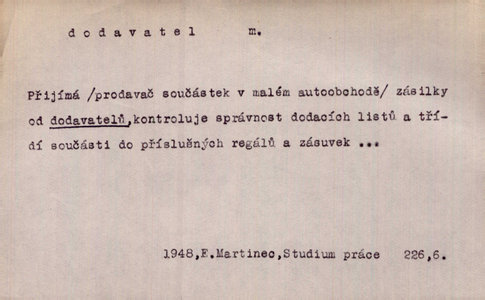 dodavatel m.
Přijímá /prodavač součástek v malém autoobchodě/ zásilky
od dodavatelů,kontroluje správnost dodacích listů a tří-
dí součásti do příslušných regálů a zásuvek ...
1948,E.Martinec,Studium práce 226,6.